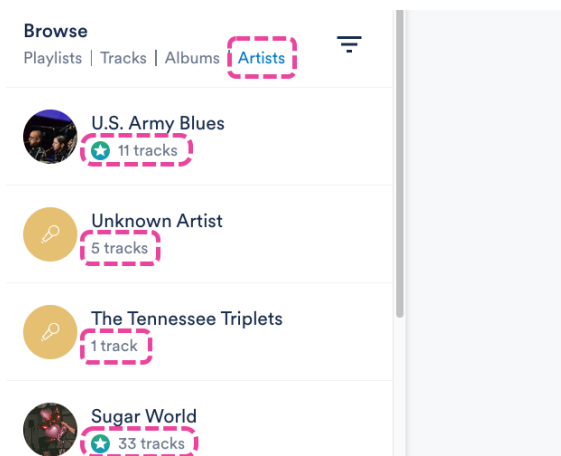 Browse
Playlists | Tracks | Albums | Artists
U.S. Army Blues
11 tracks
Unknown Artist
5 tracks
The Tennessee Triplets
1 track
Sugar World
33 tracks